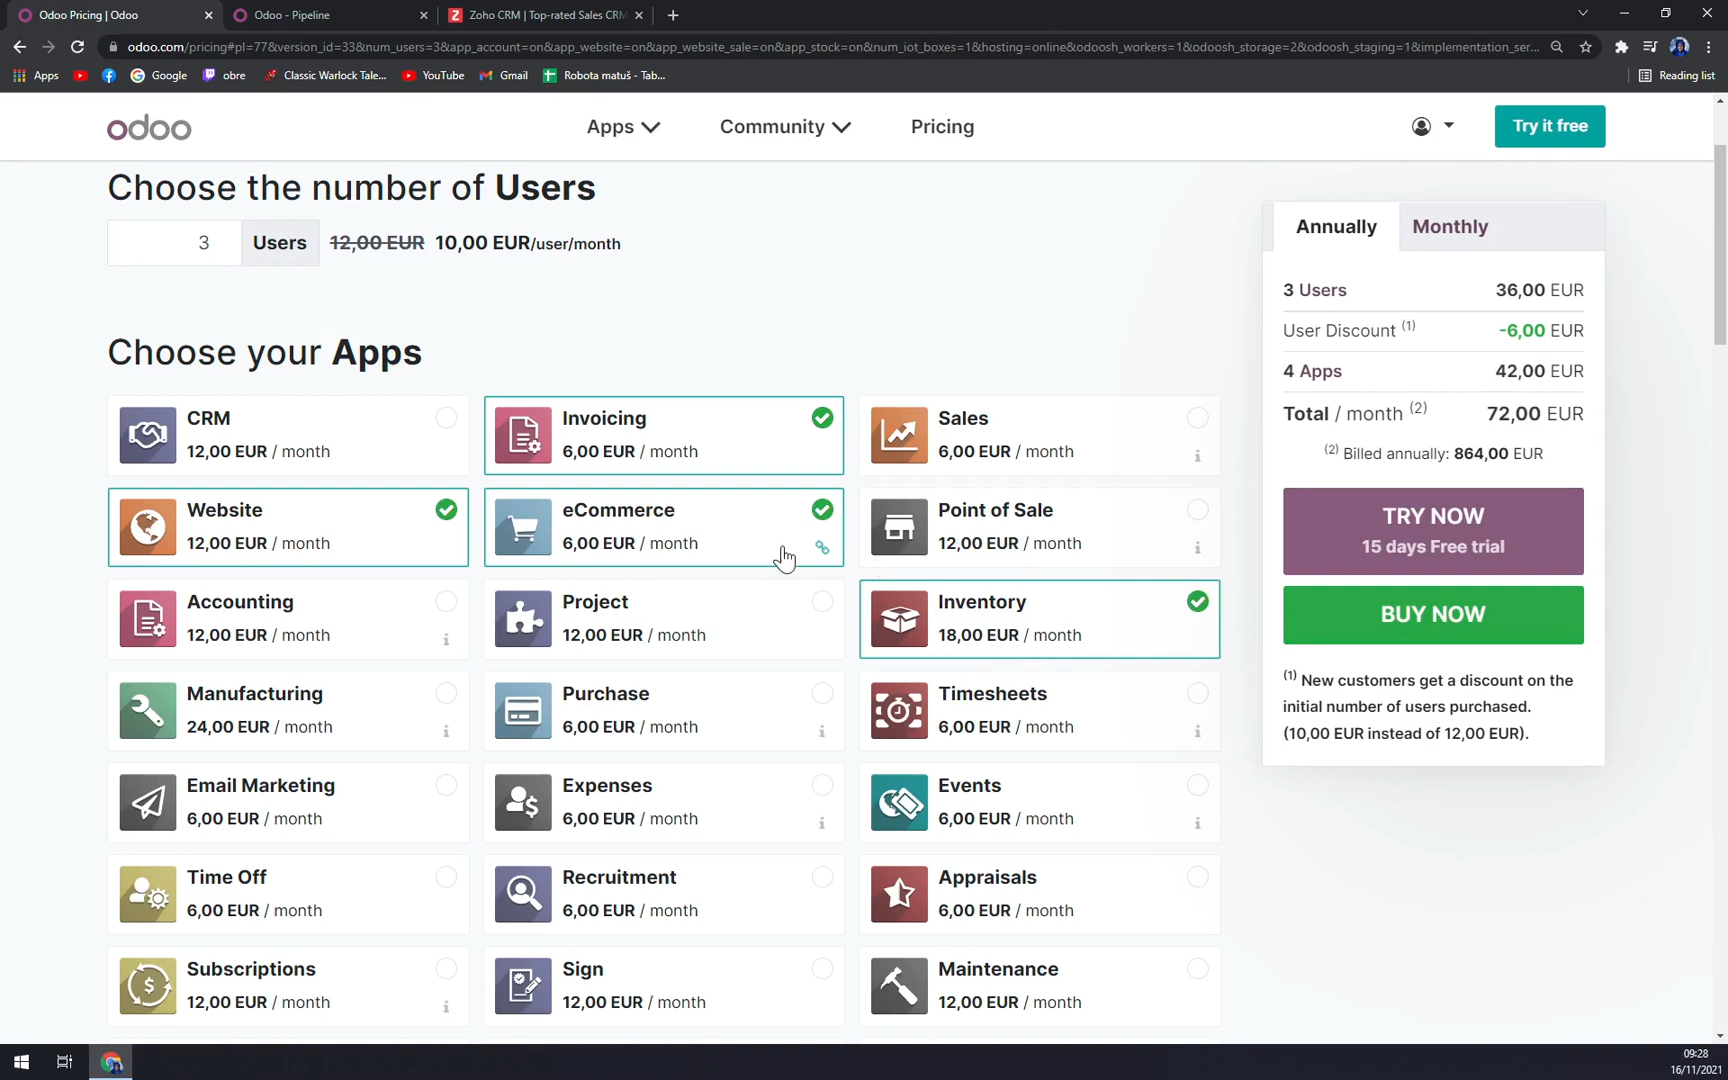 Odoo Pricing | Odoo
Odoo - Pipeline
Zoho CRM | Top-rated Sales CRM
odoo.com/pricing#pl=77&version_id=33&num_users=3&app_account=on&app_website=on&app_website_sale=on&app_stock=on&num_iot_boxes=1&hosting=online&odoosh_workers=1&odoosh_storage=2&odoosh_staging=1&implementation_ser...
Apps
Google
obre
Classic Warlock Tale...
YouTube
Gmail
Robota matuš - Tab...
Reading list
odoo
Apps
Community
Pricing
Try it free
Choose the number of Users
3 Users 12,00 EUR 10,00 EUR/user/month
Choose your Apps
CRM
12,00 EUR / month
Invoicing
6,00 EUR / month
Sales
6,00 EUR / month
Website
12,00 EUR / month
eCommerce
6,00 EUR / month
Point of Sale
12,00 EUR / month
Accounting
12,00 EUR / month
Project
12,00 EUR / month
Inventory
18,00 EUR / month
Manufacturing
24,00 EUR / month
Purchase
6,00 EUR / month
Timesheets
6,00 EUR / month
Email Marketing
6,00 EUR / month
Expenses
6,00 EUR / month
Events
6,00 EUR / month
Time Off
6,00 EUR / month
Recruitment
6,00 EUR / month
Appraisals
6,00 EUR / month
Subscriptions
12,00 EUR / month
Sign
12,00 EUR / month
Maintenance
12,00 EUR / month
Annually
Monthly
3 Users 36,00 EUR
User Discount (1) -6,00 EUR
4 Apps 42,00 EUR
Total / month (2) 72,00 EUR
(2) Billed annually: 864,00 EUR
TRY NOW
15 days Free trial
BUY NOW
(1) New customers get a discount on the
initial number of users purchased.
(10,00 EUR instead of 12,00 EUR).
09:28
16/11/2021